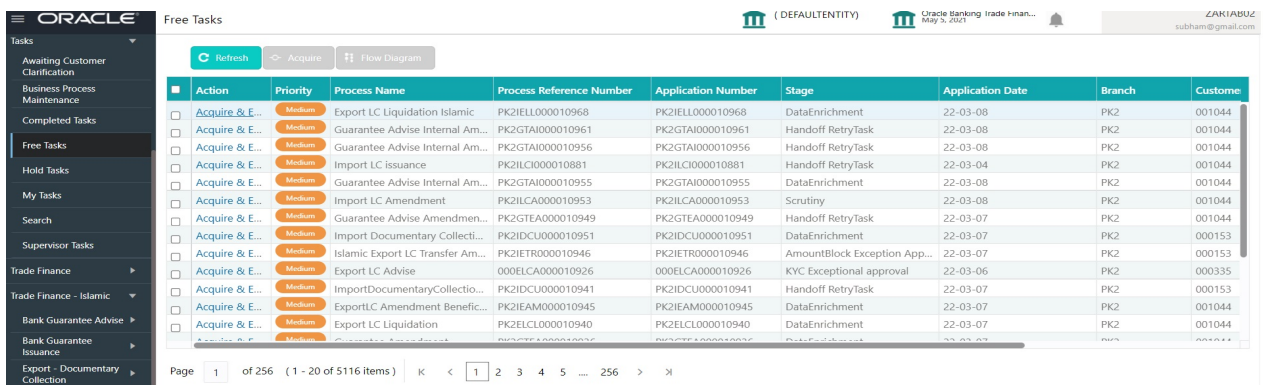 ORACLE
Free Tasks
( DEFAULTENTITY)
Oracle Banking Trade Finan...
May 5, 2021
ZARTAB02
subham@gmail.com
Tasks
Awaiting Customer
Clarification
Business Process
Maintenance
Completed Tasks
Free Tasks
Hold Tasks
My Tasks
Search
Supervisor Tasks
Trade Finance
Trade Finance - Islamic
Bank Guarantee Advise
Bank Guarantee
Issuance
Export - Documentary
Collection
Refresh Acquire Flow Diagram
Action Priority Process Name Process Reference Number Application Number Stage Application Date Branch Customer
Acquire & E... Medium Export LC Liquidation Islamic PK2IELL000010968 PK2IELL000010968 DataEnrichment 22-03-08 PK2 001044
Acquire & E... Medium Guarantee Advise Internal Am... PK2GTAI000010961 PK2GTAI000010961 Handoff RetryTask 22-03-08 PK2 001044
Acquire & E... Medium Guarantee Advise Internal Am... PK2GTAI000010956 PK2GTAI000010956 Handoff RetryTask 22-03-08 PK2 001044
Acquire & E... Medium Import LC issuance PK2ILCI000010881 PK2ILCI000010881 Handoff RetryTask 22-03-04 PK2 001044
Acquire & E... Medium Guarantee Advise Internal Am... PK2GTAI000010955 PK2GTAI000010955 DataEnrichment 22-03-08 PK2 001044
Acquire & E... Medium Import LC Amendment PK2ILCA000010953 PK2ILCA000010953 Scrutiny 22-03-08 PK2 001044
Acquire & E... Medium Guarantee Advise Amendmen... PK2GTEA000010949 PK2GTEA000010949 Handoff RetryTask 22-03-07 PK2 001044
Acquire & E... Medium Import Documentary Collecti... PK2IDCU000010951 PK2IDCU000010951 DataEnrichment 22-03-07 PK2 000153
Acquire & E... Medium Islamic Export LC Transfer Am... PK2IETR000010946 PK2IETR000010946 AmountBlock Exception App... 22-03-07 PK2 000153
Acquire & E... Medium Export LC Advise 000ELCA000010926 000ELCA000010926 KYC Exceptional approval 22-03-06 PK2 000335
Acquire & E... Medium ImportDocumentaryCollectio... PK2IDCU000010941 PK2IDCU000010941 Handoff RetryTask 22-03-07 PK2 000153
Acquire & E... Medium ExportLC Amendment Benefic... PK2IEAM000010945 PK2IEAM000010945 DataEnrichment 22-03-07 PK2 001044
Acquire & E... Medium Export LC Liquidation PK2ELCL000010940 PK2ELCL000010940 DataEnrichment 22-03-07 PK2 001044
Page 1 of 256 ( 1 - 20 of 5116 items ) 1 2 3 4 5 .... 256